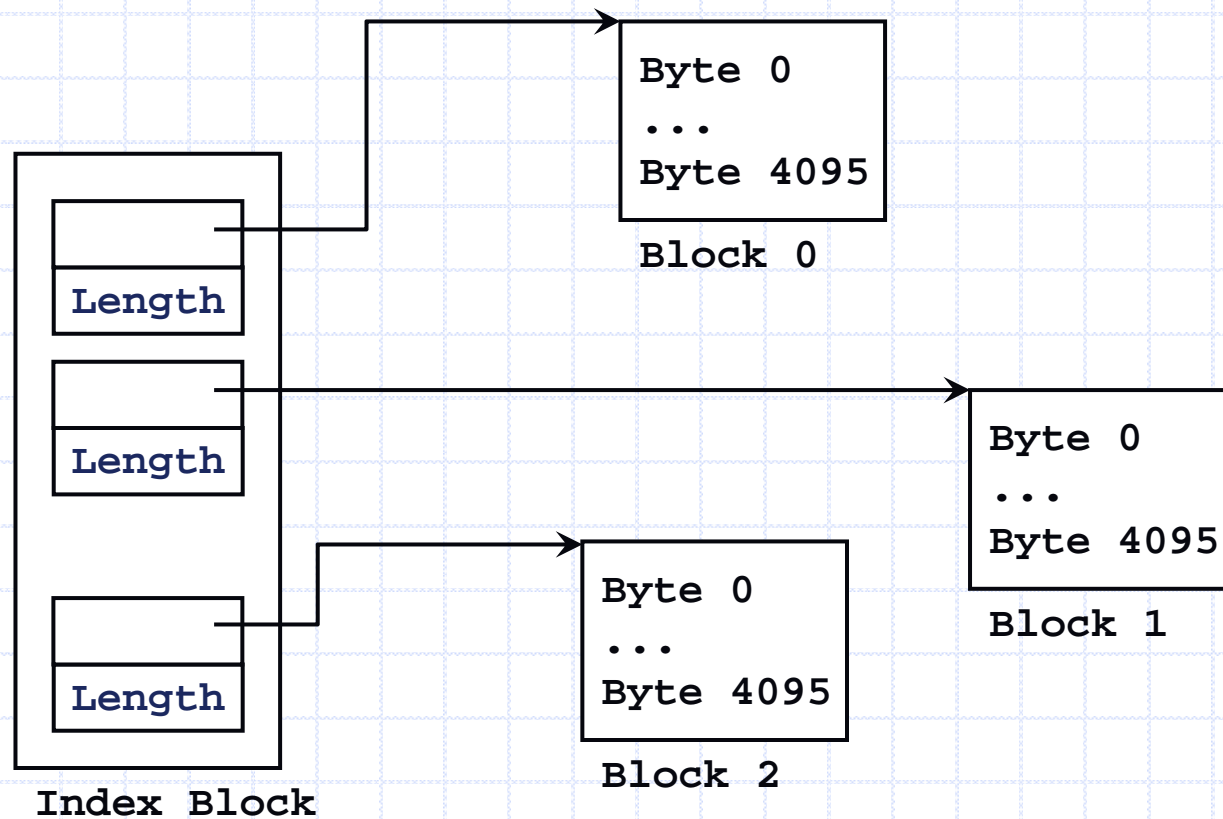 Byte 0
...
Byte 4095
Block 0
Length
Length
Byte 0
...
Byte 4095
Block 1
Byte 0
...
Byte 4095
Block 2
Length
Index Block